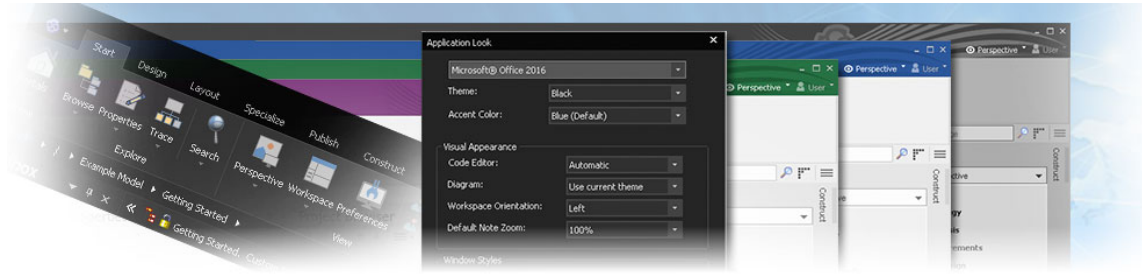 Start Design Layout Specialize Publish Construct
Browse Properties Trace Search Perspective Workspace Preferences
Explore View
Example Model Getting Started
Getting Started.
Application Look
Microsoft® Office 2016
Theme: Black
Accent Color: Blue (Default)
Visual Appearance
Code Editor: Automatic
Diagram: Use current theme
Workspace Orientation: Left
Default Note Zoom: 100%
Window Styles
Perspective User
Construct
Perspective User
Construct
Perspective User
Construct